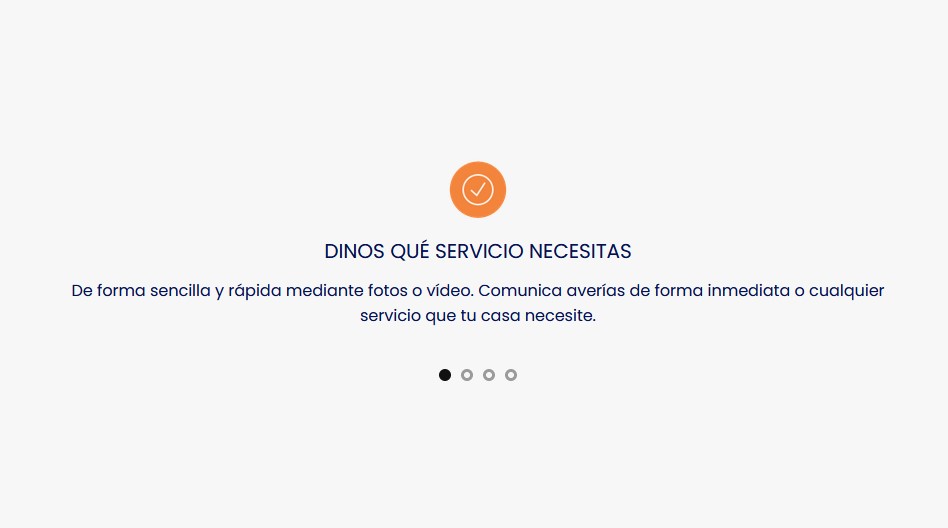 DINOS QUÉ SERVICIO NECESITAS
De forma sencilla y rápida mediante fotos o vídeo. Comunica averías de forma inmediata o cualquier
servicio que tu casa necesite.